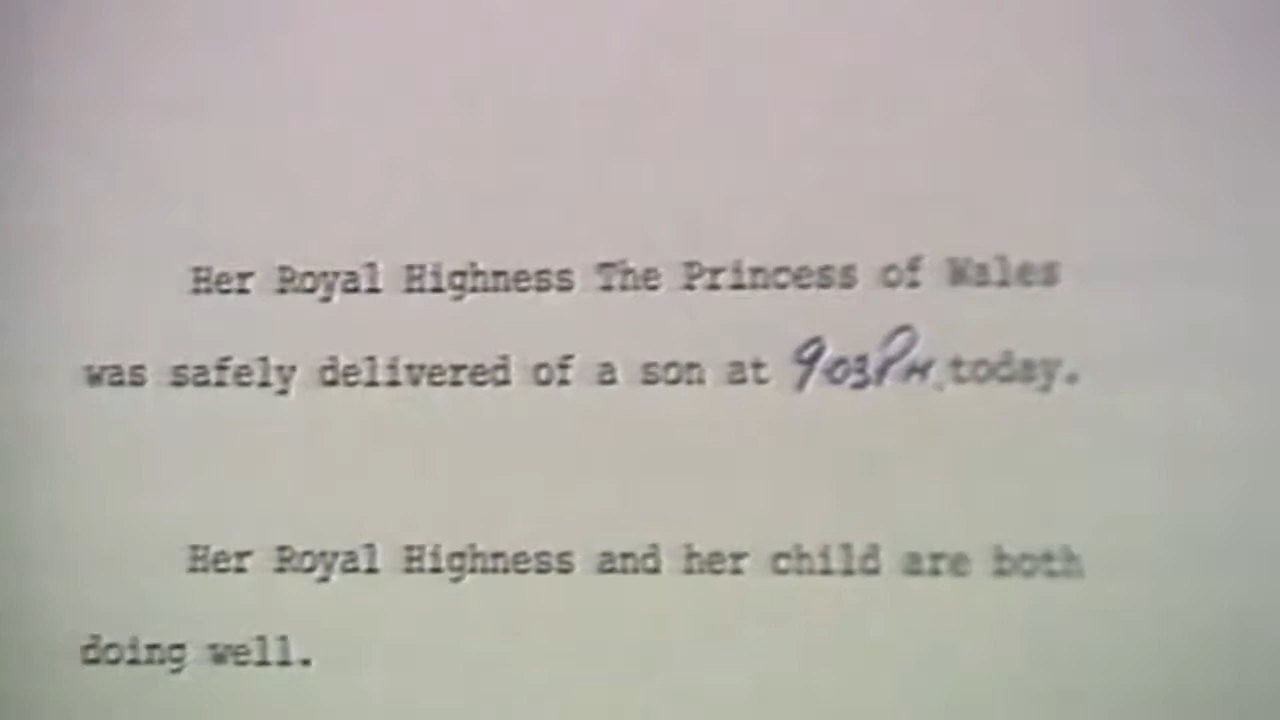 Her Royal Highness The Princess of Wales
was safely delivered of a son at 903PM. today.
Her Royal Highness and her child are both
doing well.